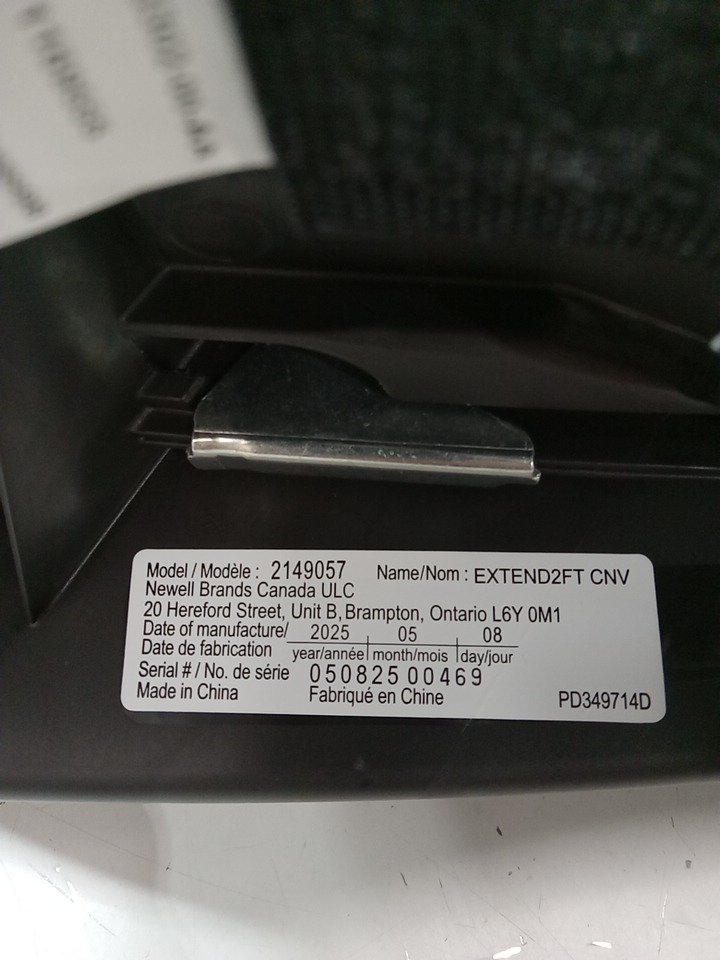 Model / Modèle : 2149057 Name/Nom : EXTEND2FT CNV
Newell Brands Canada ULC
20 Hereford Street, Unit B, Brampton, Ontario L6Y 0M1
Date of manufacture/ 2025 05 08
Date de fabrication year/année month/mois day/jour
Serial # / No. de série 050825 00469
Made in China Fabriqué en Chine PD349714D